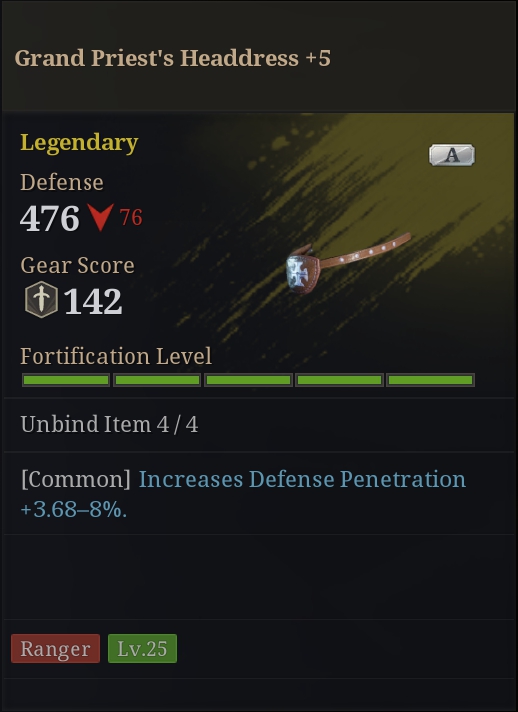 Grand Priest's Headdress +5
Legendary
A
Defense
476 76
Gear Score
142
Fortification Level
Unbind Item 4 / 4
[Common] Increases Defense Penetration
+3.68–8%.
Ranger Lv.25